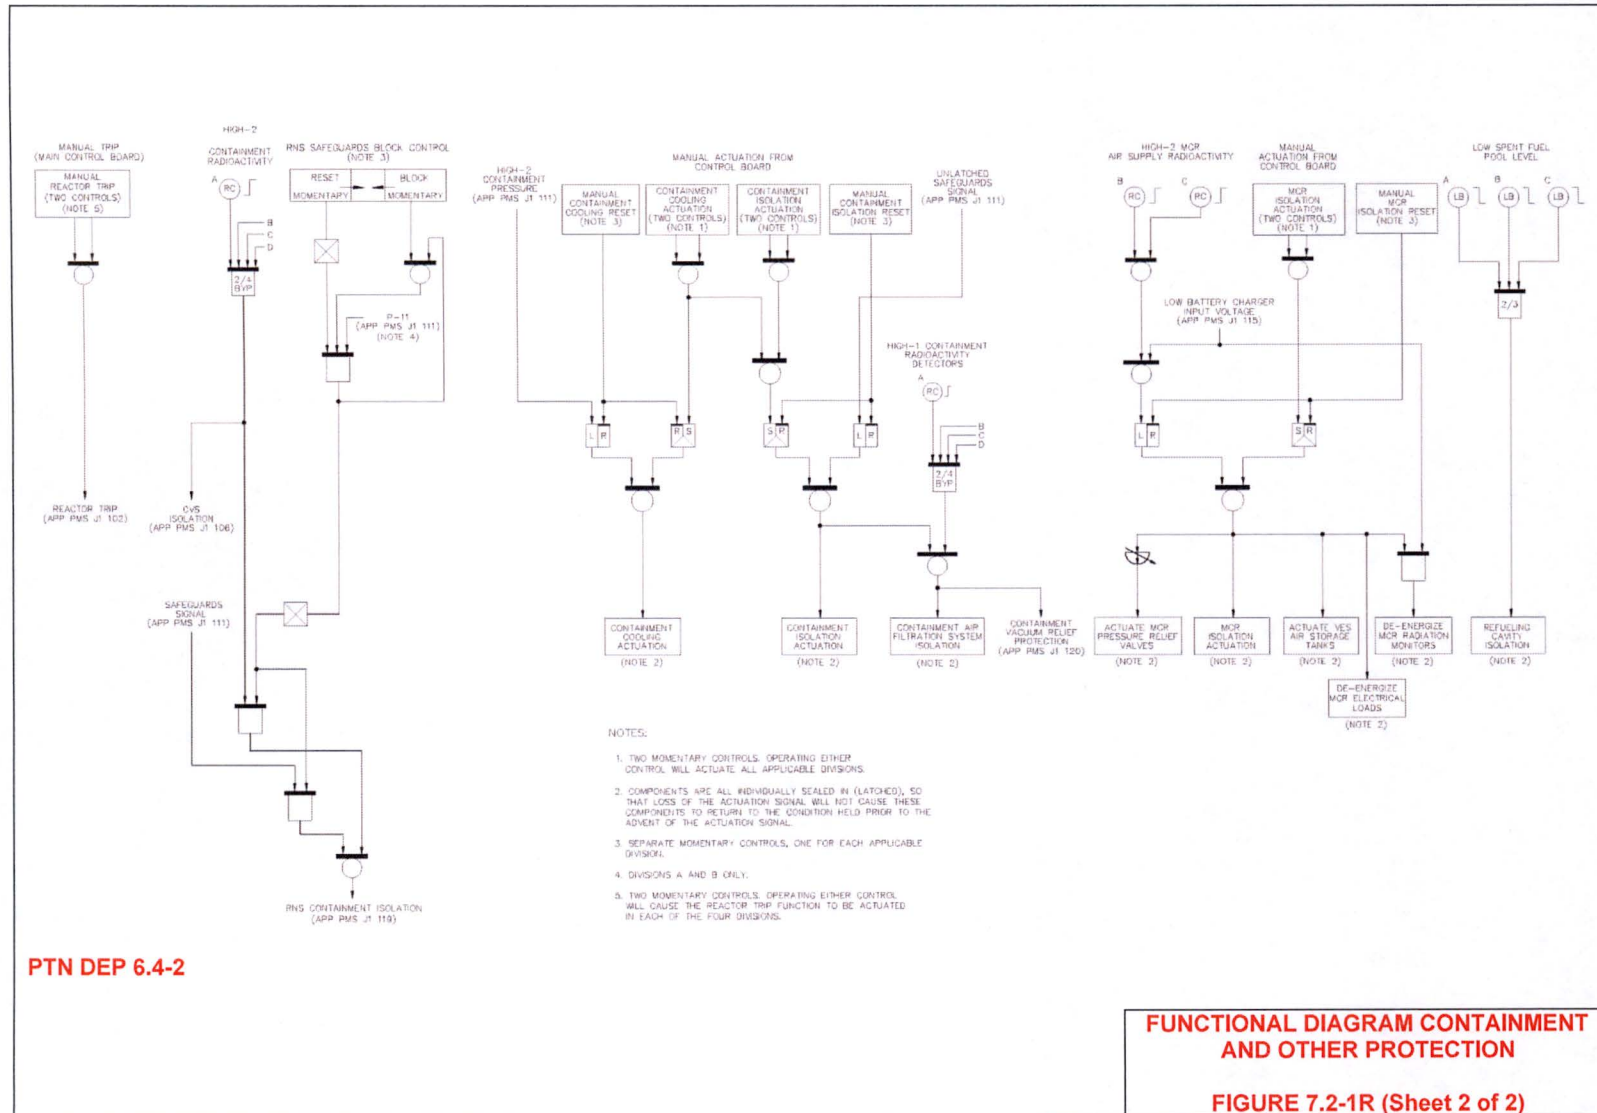 MANUAL TRIP
(MAIN CONTROL BOARD)
MANUAL
REACTOR TRIP
(TWO CONTROLS)
(NOTE 5)
REACTOR TRIP
(APP PMS J1 102)
HIGH-2
CONTAINMENT
RADIOACTIVITY
A
RC
B
C
D
2/4
BYP
CVS
ISOLATION
(APP PMS J1 106)
RNS SAFEGUARDS BLOCK CONTROL
(NOTE 3)
RESET
MOMENTARY
BLOCK
MOMENTARY
P-11
(APP PMS J1 111)
(NOTE 4)
SAFEGUARDS
SIGNAL
(APP PMS J1 111)
RNS CONTAINMENT ISOLATION
(APP PMS J1 119)
HIGH-2
CONTAINMENT
PRESSURE
(APP PMS J1 111)
MANUAL ACTUATION FROM
CONTROL BOARD
MANUAL
CONTAINMENT
COOLING RESET
(NOTE 3)
CONTAINMENT
COOLING
ACTUATION
(TWO CONTROLS)
(NOTE 1)
CONTAINMENT
ISOLATION
ACTUATION
(TWO CONTROLS)
(NOTE 1)
MANUAL
CONTAINMENT
ISOLATION RESET
(NOTE 3)
UNLATCHED
SAFEGUARDS
SIGNAL
(APP PMS J1 111)
HIGH-1 CONTAINMENT
RADIOACTIVITY
DETECTORS
A
RC
B
C
D
2/4
BYP
L R
R S
S R
L R
CONTAINMENT
COOLING
ACTUATION
(NOTE 2)
CONTAINMENT
ISOLATION
ACTUATION
(NOTE 2)
CONTAINMENT AIR
FILTRATION SYSTEM
ISOLATION
(NOTE 2)
CONTAINMENT
VACUUM RELIEF
PROTECTION
(APP PMS J1 120)
HIGH-2 MCR
AIR SUPPLY RADIOACTIVITY
B
RC
C
RC
MANUAL
ACTUATION FROM
CONTROL BOARD
MCR
ISOLATION
ACTUATION
(TWO CONTROLS)
(NOTE 1)
MANUAL
MCR
ISOLATION RESET
(NOTE 3)
LOW BATTERY CHARGER
INPUT VOLTAGE
(APP PMS J1 115)
L R
S R
ACTUATE MCR
PRESSURE RELIEF
VALVES
(NOTE 2)
MCR
ISOLATION
ACTUATION
(NOTE 2)
ACTUATE VES
AIR STORAGE
TANKS
(NOTE 2)
DE-ENERGIZE
MCR RADIATION
MONITORS
(NOTE 2)
DE-ENERGIZE
MCR ELECTRICAL
LOADS
(NOTE 2)
LOW SPENT FUEL
POOL LEVEL
A
LB
B
LB
C
LB
2/3
REFUELING
CAVITY
ISOLATION
(NOTE 2)
NOTES:
1. TWO MOMENTARY CONTROLS. OPERATING EITHER
CONTROL WILL ACTUATE ALL APPLICABLE DIVISIONS.
2. COMPONENTS ARE ALL INDIVIDUALLY SEALED IN (LATCHED), SO
THAT LOSS OF THE ACTUATION SIGNAL WILL NOT CAUSE THESE
COMPONENTS TO RETURN TO THE CONDITION HELD PRIOR TO THE
ADVENT OF THE ACTUATION SIGNAL.
3. SEPARATE MOMENTARY CONTROLS, ONE FOR EACH APPLICABLE
DIVISION.
4. DIVISIONS A AND B ONLY.
5. TWO MOMENTARY CONTROLS. OPERATING EITHER CONTROL
WILL CAUSE THE REACTOR TRIP FUNCTION TO BE ACTUATED
IN EACH OF THE FOUR DIVISIONS.
PTN DEP 6.4-2
FUNCTIONAL DIAGRAM CONTAINMENT
AND OTHER PROTECTION
FIGURE 7.2-1R (Sheet 2 of 2)